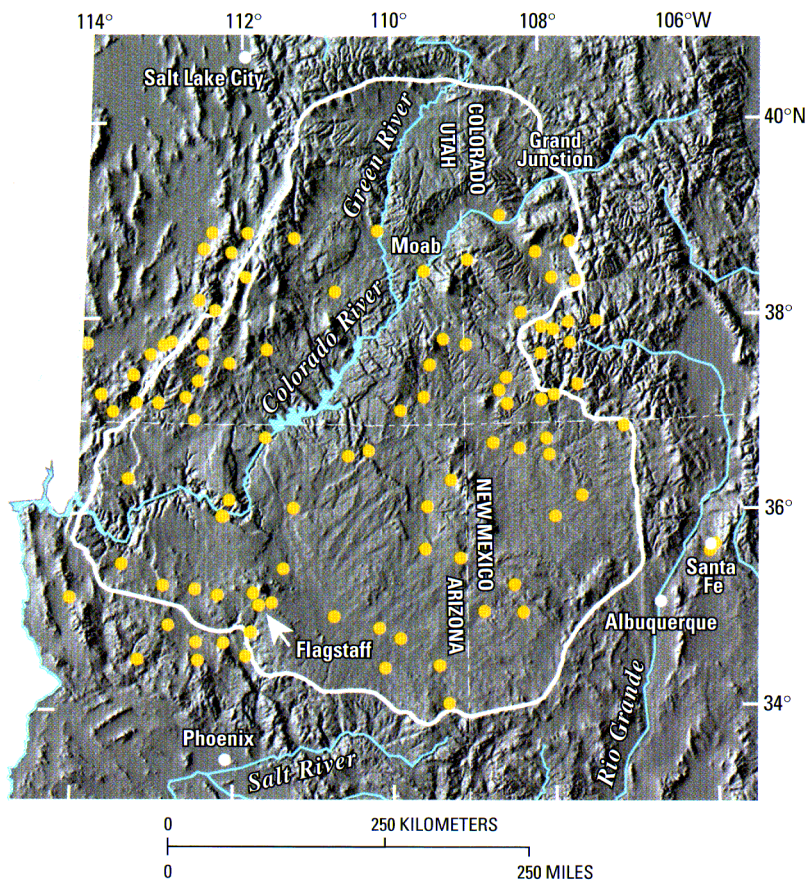 114°
112°
110°
108°
106°W
Salt Lake City
40°N
Green River
COLORADO
UTAH
Grand
Junction
Moab
38°
Colorado River
36°
NEW MEXICO
ARIZONA
Santa
Fe
Albuquerque
Flagstaff
34°
Phoenix
Salt River
Rio Grande
0
250 KILOMETERS
0
250 MILES